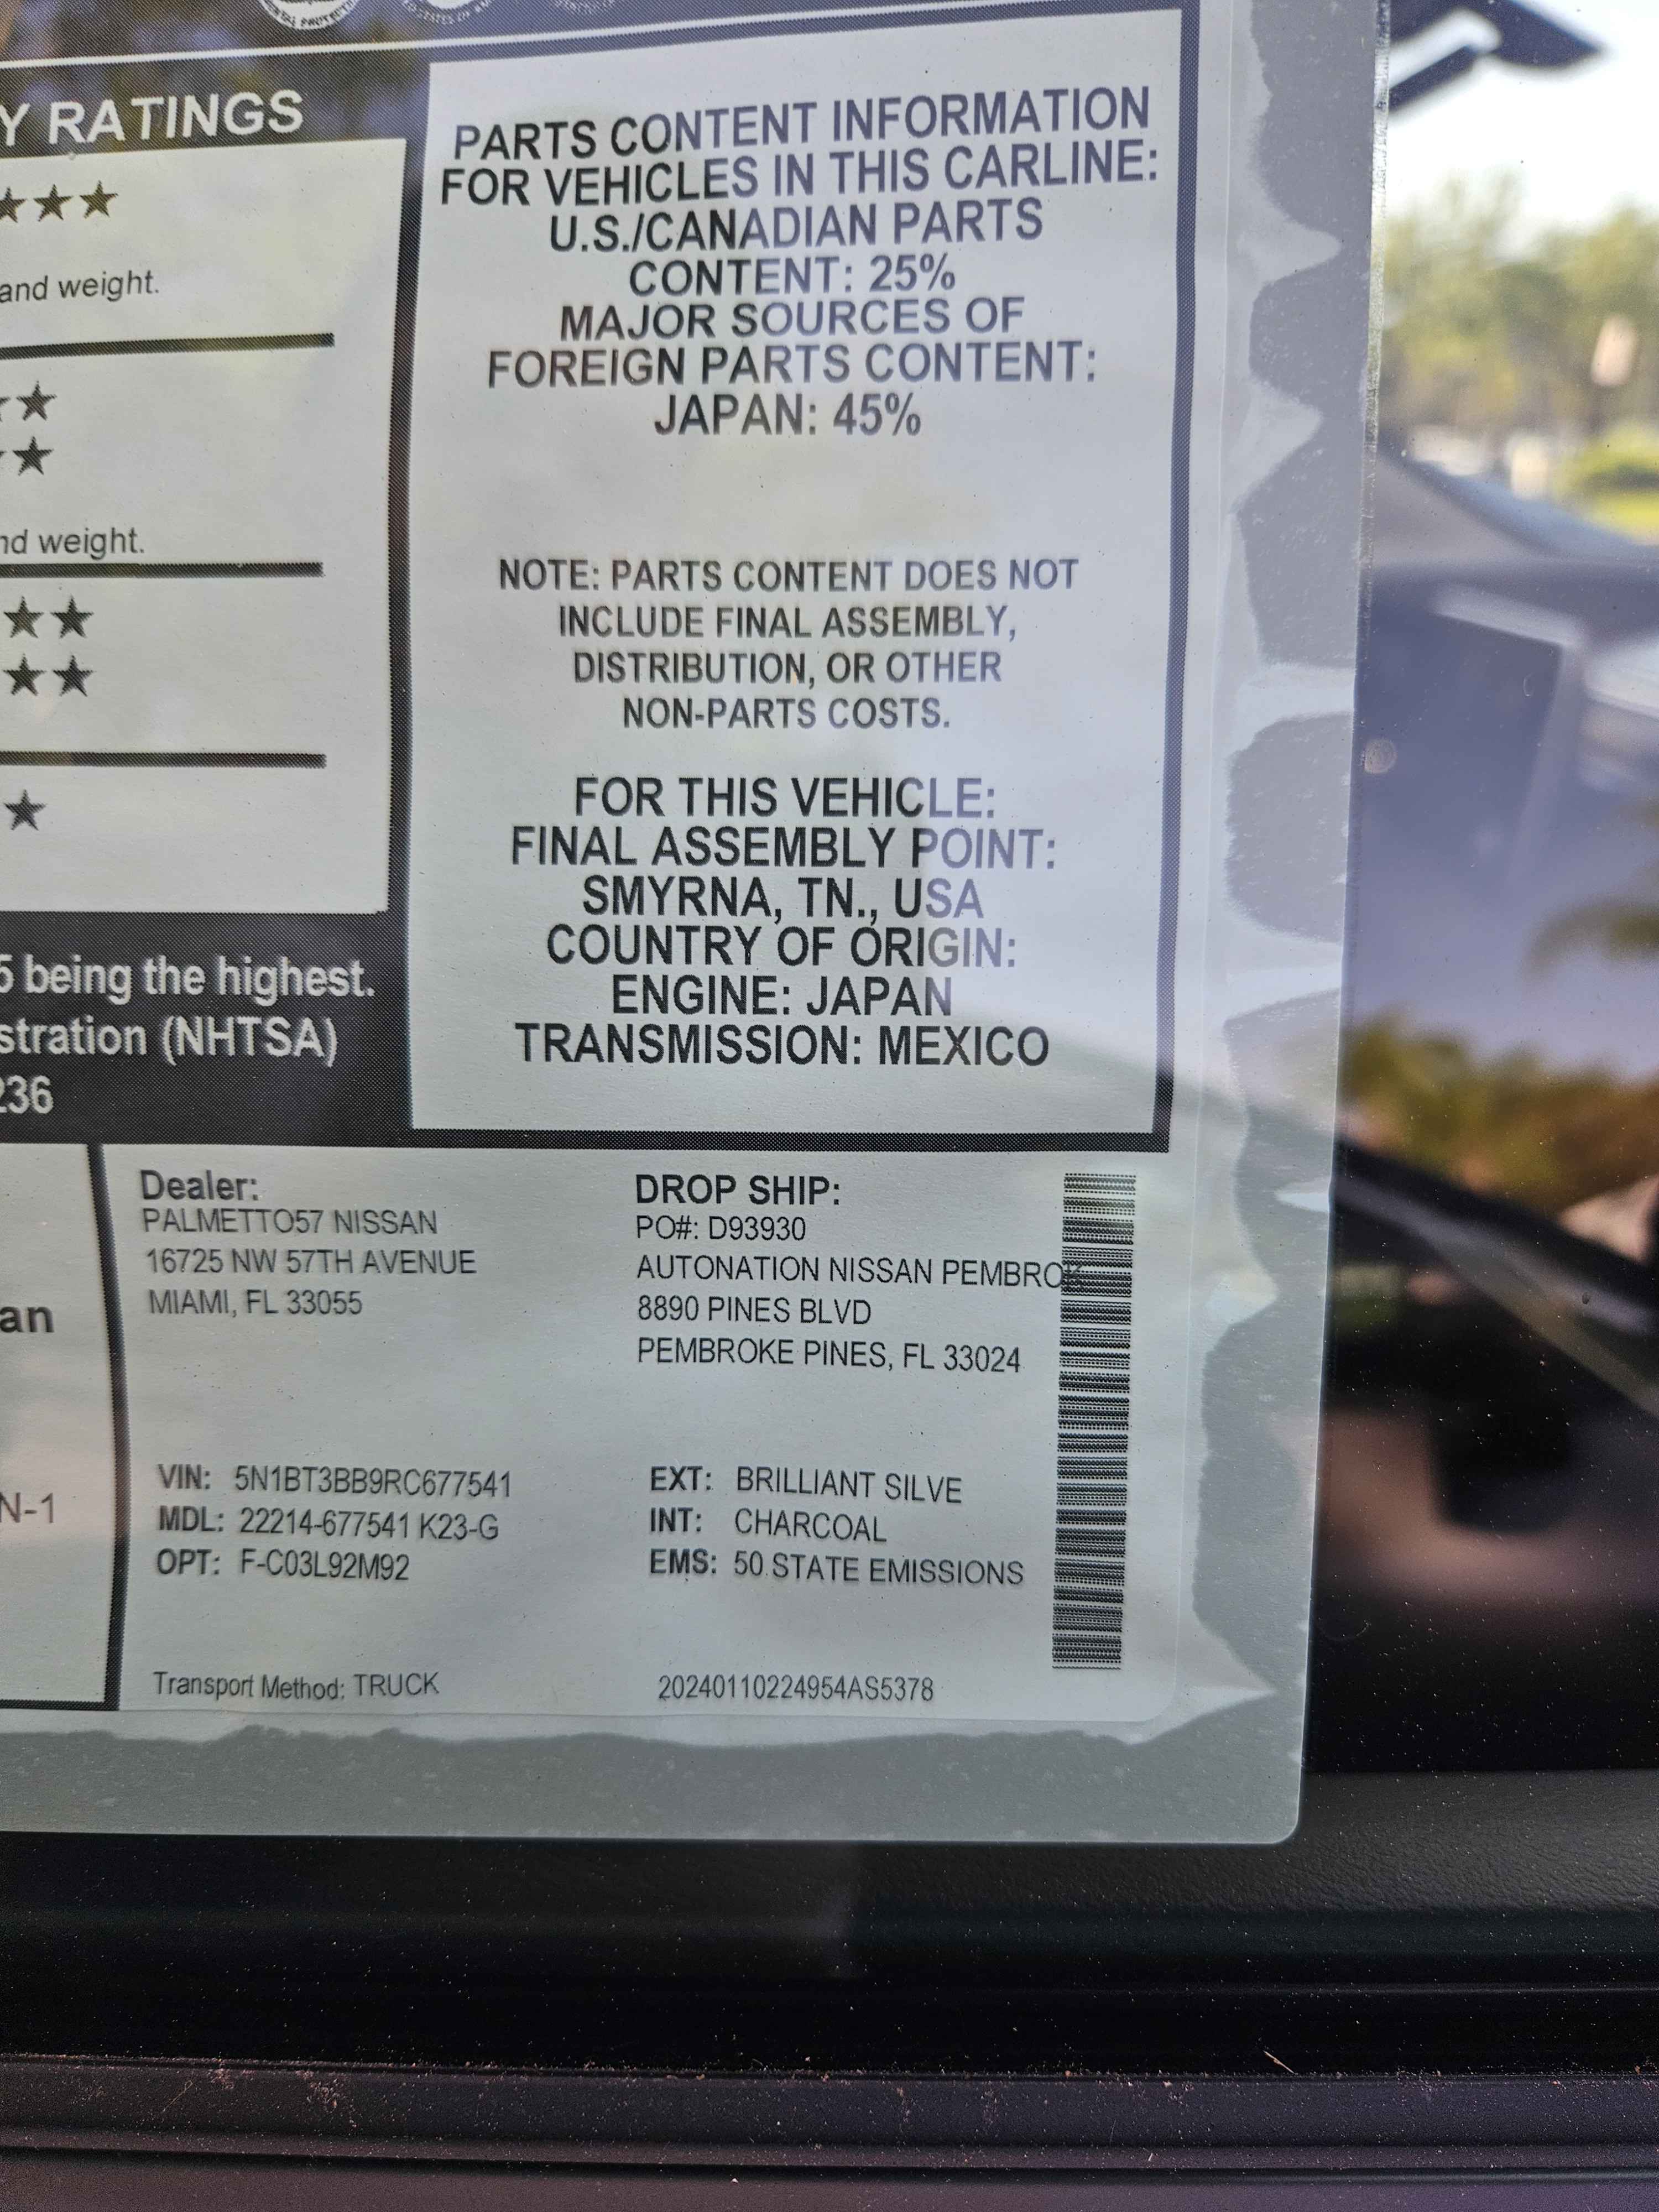 Y RATINGS
★★★
and weight.
★
★
nd weight.
★★
★★
★
5 being the highest.
stration (NHTSA)
236
PARTS CONTENT INFORMATION
FOR VEHICLES IN THIS CARLINE:
U.S./CANADIAN PARTS
CONTENT: 25%
MAJOR SOURCES OF
FOREIGN PARTS CONTENT:
JAPAN: 45%
NOTE: PARTS CONTENT DOES NOT
INCLUDE FINAL ASSEMBLY,
DISTRIBUTION, OR OTHER
NON-PARTS COSTS.
FOR THIS VEHICLE:
FINAL ASSEMBLY POINT:
SMYRNA, TN., USA
COUNTRY OF ORIGIN:
ENGINE: JAPAN
TRANSMISSION: MEXICO
an
N-1
Dealer:
PALMETTO57 NISSAN
16725 NW 57TH AVENUE
MIAMI, FL 33055
DROP SHIP:
PO#: D93930
AUTONATION NISSAN PEMBROK
8890 PINES BLVD
PEMBROKE PINES, FL 33024
VIN: 5N1BT3BB9RC677541
MDL: 22214-677541 K23-G
OPT: F-C03L92M92
EXT: BRILLIANT SILVE
INT: CHARCOAL
EMS: 50 STATE EMISSIONS
Transport Method: TRUCK
20240110224954AS5378